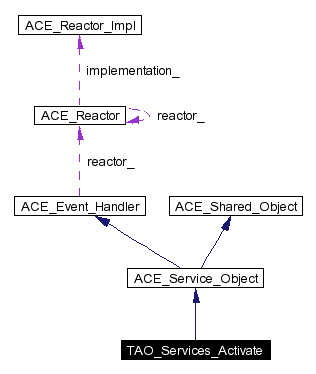 ACE_Reactor_Impl
implementation_
ACE_Reactor
reactor_
reactor_
ACE_Event_Handler
ACE_Shared_Object
ACE_Service_Object
TAO_Services_Activate